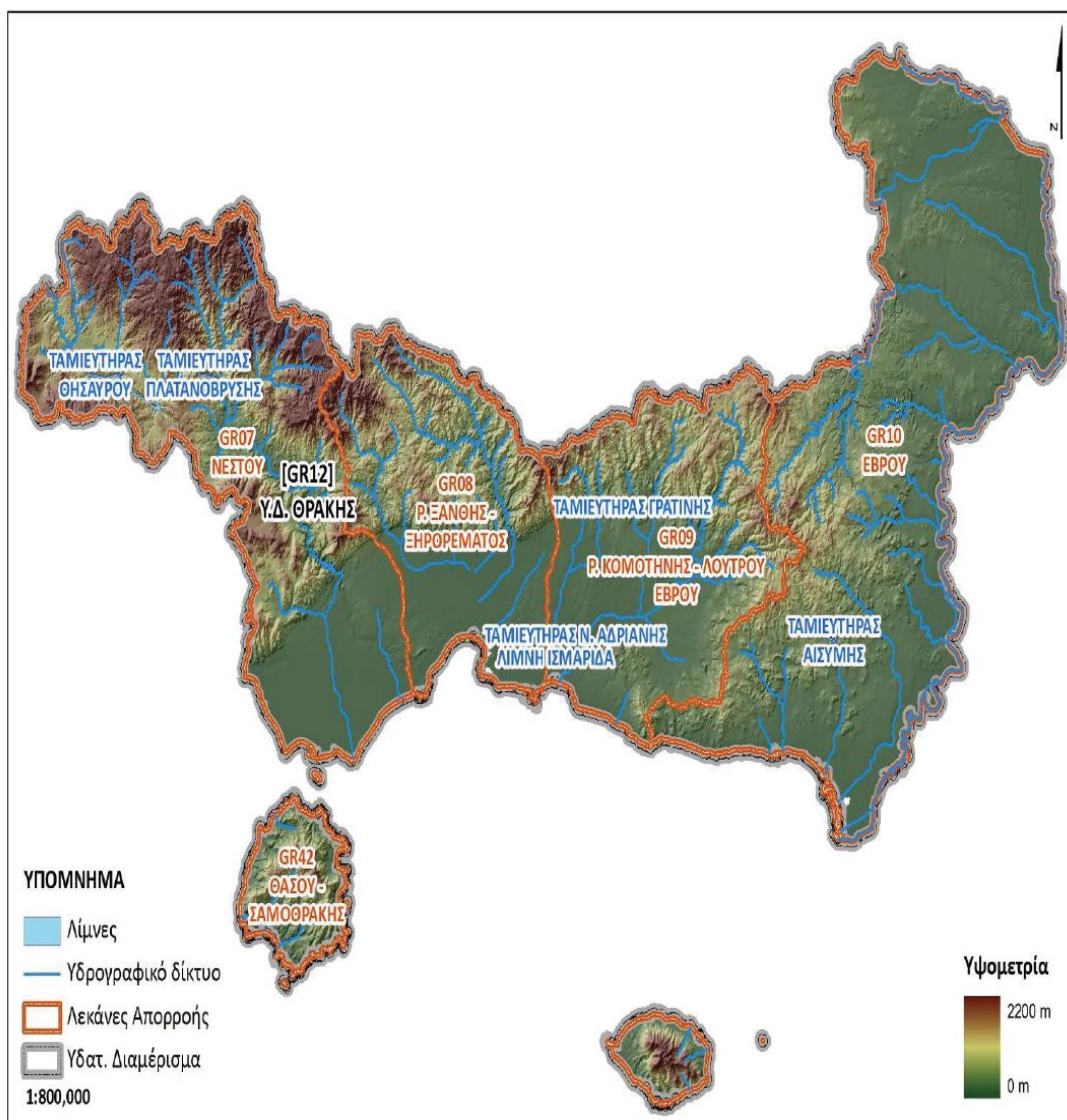 N
ΤΑΜΙΕΥΤΗΡΑΣ
ΘΗΣΑΥΡΟΥ
ΤΑΜΙΕΥΤΗΡΑΣ
ΠΛΑΤΑΝΟΒΡΥΣΗΣ
GR07
ΝΕΣΤΟΥ
[GR12]
Υ.Δ. ΘΡΑΚΗΣ
GR08
Ρ. ΞΑΝΘΗΣ -
ΞΗΡΟΡΕΜΑΤΟΣ
GR10
ΕΒΡΟΥ
ΤΑΜΙΕΥΤΗΡΑΣ ΓΡΑΤΙΝΗΣ
GR09
Ρ. ΚΟΜΟΤΗΝΗΣ - ΛΟΥΤΡΟΥ
ΕΒΡΟΥ
ΤΑΜΙΕΥΤΗΡΑΣ Ν. ΑΔΡΙΑΝΗΣ
ΛΙΜΝΗ ΙΣΜΑΡΙΔΑ
ΤΑΜΙΕΥΤΗΡΑΣ
ΑΙΣΥΜΗΣ
GR42
ΘΑΣΟΥ -
ΣΑΜΟΘΡΑΚΗΣ
ΥΠΟΜΝΗΜΑ
Λίμνες
Υδρογραφικό δίκτυο
Λεκάνες Απορροής
Υδατ. Διαμέρισμα
1:800,000
Υψομετρία
2200 m
0 m